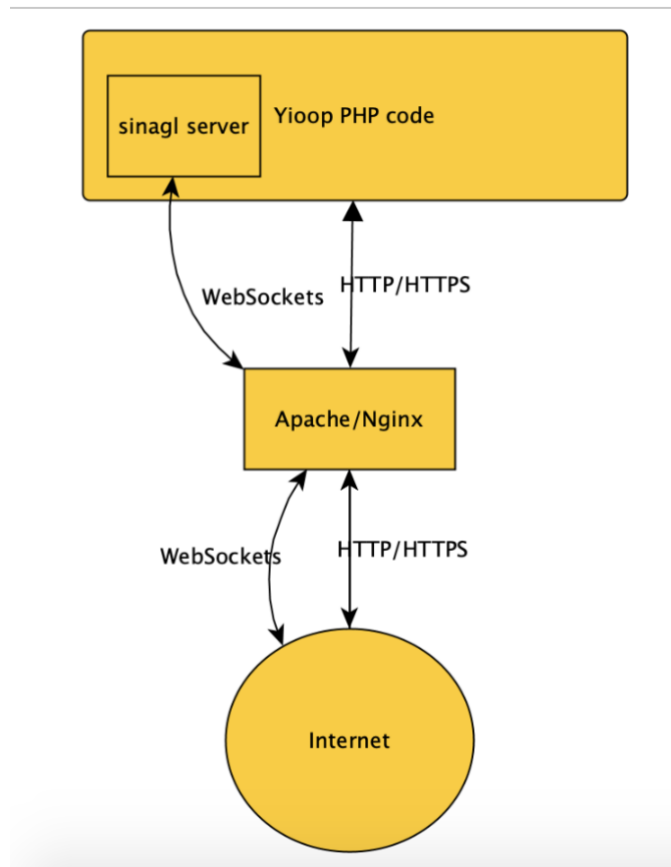 sinagl server
Yioop PHP code
WebSockets
HTTP/HTTPS
Apache/Nginx
WebSockets
HTTP/HTTPS
Internet